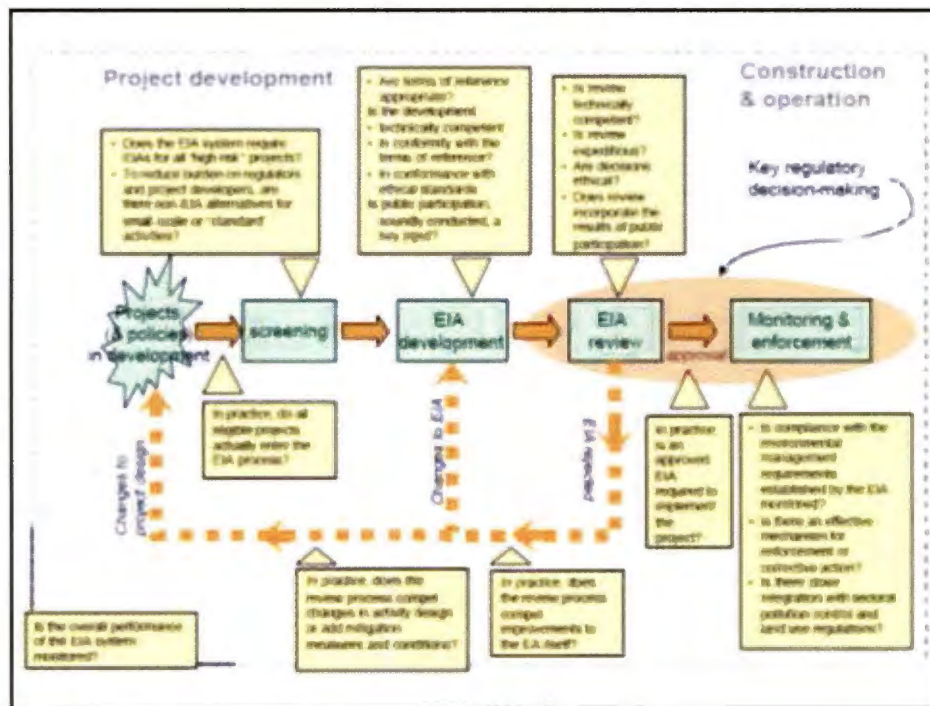 Project development
Construction
& operation
• Does the EIA system require
EIAs for all "high risk" projects?
• To reduce burden on regulators
and project developers, are
there non-EIA alternatives for
small-scale or "standard"
activities?
• Are terms of reference
appropriate?
Is the development
• technically competent
• In conformity with the
terms of reference?
• In conformance with
ethical standards
Is public participation,
soundly conducted, a
key input?
• Is review
technically
competent?
• Is review
expeditious?
• Are decisions
ethical?
• Does review
incorporate the
results of public
participation?
Key regulatory
decision-making
Projects
& policies
in development
screening
EIA
development
EIA
review
approval
Monitoring &
enforcement
In practice, do all
eligible projects
actually enter the
EIA process?
Changes to
project design
Changes to EIA
EIA rejected
In practice
is an
approved
EIA
required to
implement
the
project?
• Is compliance with the
environmental
management
requirements
established by the EIA
monitored?
• Is there an effective
mechanism for
enforcement or
corrective action?
• Is there close
integration with sectoral
pollution control and
land use regulations?
Is the overall performance
of the EIA system
monitored?
In practice, does the
review process compel
changes in activity design
or add mitigation
measures and conditions?
In practice, does
the review process
compel
improvements to
the EA itself?